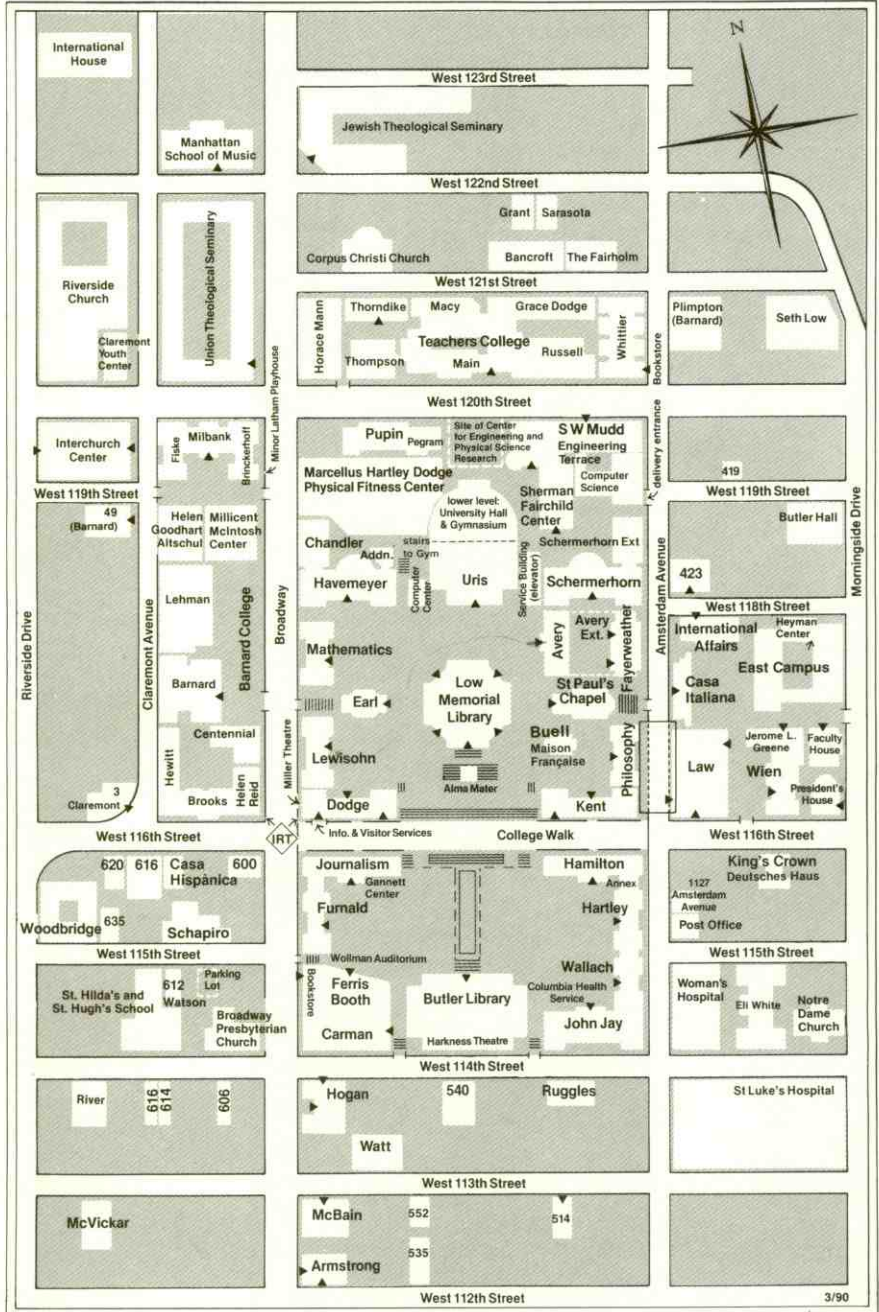 International
House
West 123rd Street
N
Manhattan
School of Music
Jewish Theological Seminary
West 122nd Street
Riverside
Church
Claremont
Youth
Center
Union Theological Seminary
Corpus Christi Church
Grant
Sarasota
Bancroft
The Fairholm
West 121st Street
Horace Mann
Thorndike
Macy
Grace Dodge
Teachers College
Thompson
Main
Russell
Whittier
Bookstore
Plimpton
(Barnard)
Seth Low
Minor Latham Playhouse
West 120th Street
Interchurch
Center
Fiske
Milbank
Brinckerhoff
Pupin
Pegram
Site of Center
for Engineering and
Physical Science
Research
S W Mudd
Engineering
Terrace
Computer
Science
delivery entrance
419
West 119th Street
West 119th Street
Marcellus Hartley Dodge
Physical Fitness Center
lower level:
University Hall
& Gymnasium
Sherman
Fairchild
Center
49
(Barnard)
Helen
Goodhart
Altschul
Millicent
McIntosh
Center
Chandler
Addn.
stairs
to Gym
Schermerhorn Ext
Butler Hall
Morningside Drive
Havemeyer
Computer
Center
Uris
Service Building
(elevator)
Schermerhorn
423
Amsterdam Avenue
Lehman
Barnard College
Broadway
Riverside Drive
Claremont Avenue
West 118th Street
Mathematics
Avery
Avery
Ext.
Fayerweather
International
Affairs
Heyman
Center
East Campus
Barnard
Earl
Low
Memorial
Library
St Paul's
Chapel
Casa
Italiana
Hewitt
Centennial
Miller Theatre
Lewisohn
Buell
Maison
Française
Philosophy
Law
Jerome L.
Greene
Wien
Faculty
House
3
Claremont
Brooks
Helen
Reid
Dodge
Alma Mater
Kent
President's
House
West 116th Street
IRT
Info. & Visitor Services
College Walk
West 116th Street
620
616
Casa
Hispànica
600
Journalism
Gannett
Center
Hamilton
Annex
King's Crown
Deutsches Haus
1127
Amsterdam
Avenue
Woodbridge
635
Schapiro
Furnald
Hartley
Post Office
West 115th Street
Wollman Auditorium
West 115th Street
St. Hilda's and
St. Hugh's School
612
Watson
Parking
Lot
Broadway
Presbyterian
Church
Bookstore
Ferris
Booth
Carman
Butler Library
Harkness Theatre
Wallach
Columbia Health
Service
John Jay
Woman's
Hospital
Eli White
Notre
Dame
Church
West 114th Street
River
616
614
606
Hogan
540
Ruggles
St Luke's Hospital
Watt
West 113th Street
McVickar
McBain
552
514
535
Armstrong
West 112th Street
3/90